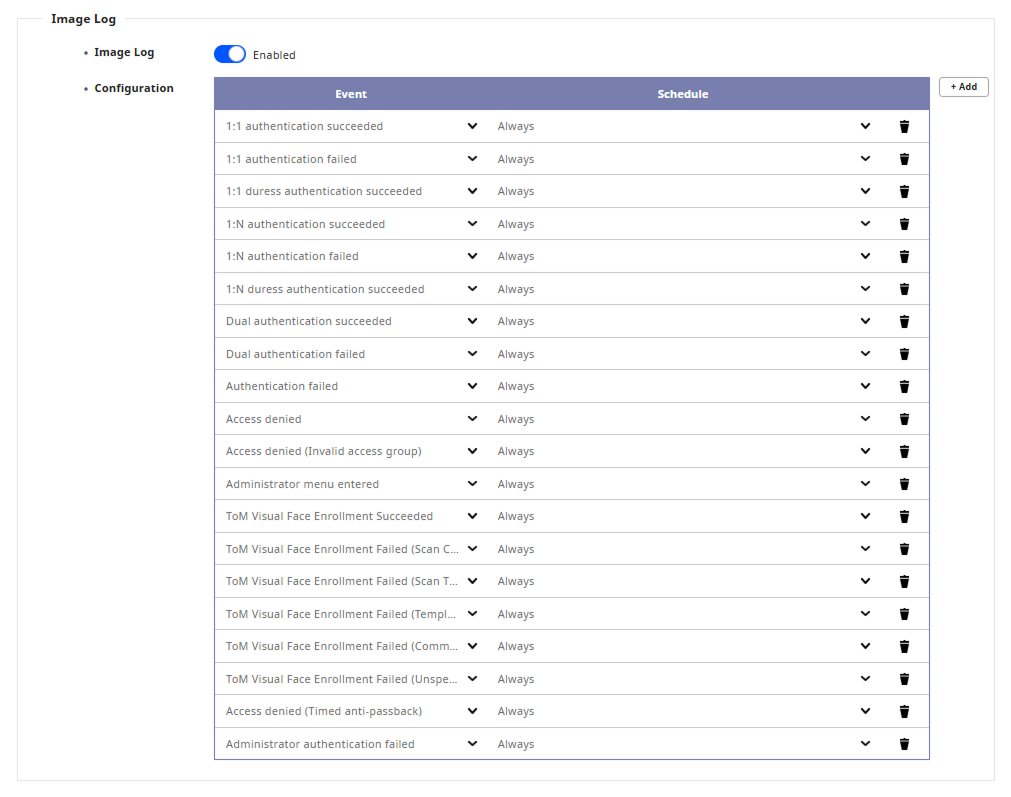 Image Log
• Image Log Enabled
• Configuration
+ Add
Event Schedule
1:1 authentication succeeded Always
1:1 authentication failed Always
1:1 duress authentication succeeded Always
1:N authentication succeeded Always
1:N authentication failed Always
1:N duress authentication succeeded Always
Dual authentication succeeded Always
Dual authentication failed Always
Authentication failed Always
Access denied Always
Access denied (Invalid access group) Always
Administrator menu entered Always
ToM Visual Face Enrollment Succeeded Always
ToM Visual Face Enrollment Failed (Scan C... Always
ToM Visual Face Enrollment Failed (Scan T... Always
ToM Visual Face Enrollment Failed (Templ... Always
ToM Visual Face Enrollment Failed (Comm... Always
ToM Visual Face Enrollment Failed (Unspe... Always
Access denied (Timed anti-passback) Always
Administrator authentication failed Always